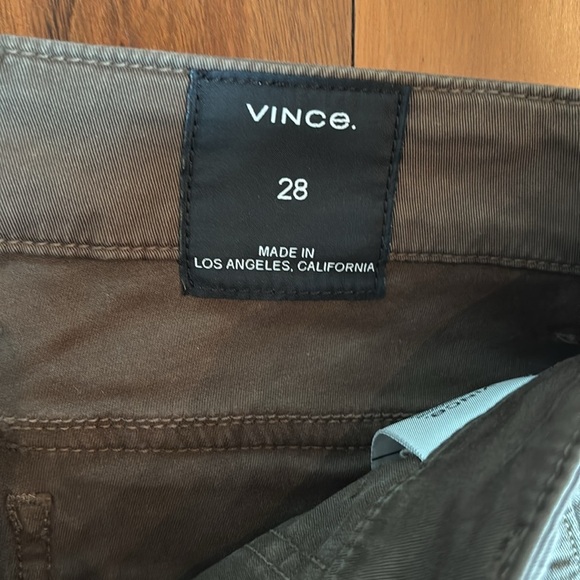 VINCe.
28
MADE IN
LOS ANGELES, CALIFORNIA